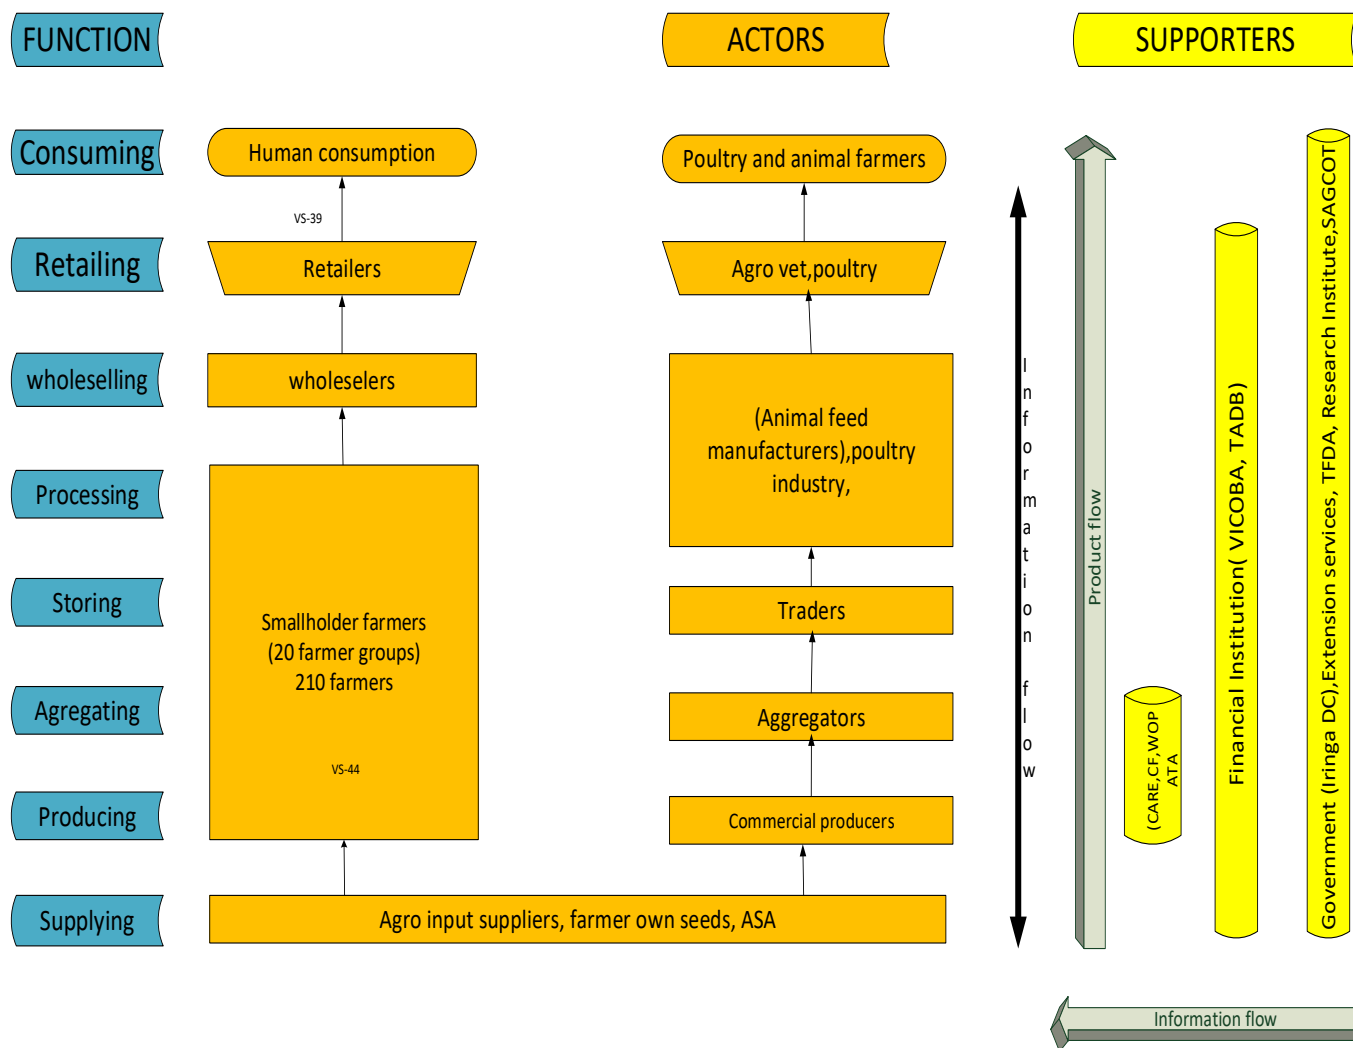 FUNCTION
ACTORS
SUPPORTERS
Consuming
Human consumption
Poultry and animal farmers
VS-39
Retailing
Retailers
Agro vet,poultry
wholeselling
wholeselers
(Animal feed
manufacturers),poultry
industry,
Processing
Storing
Smallholder farmers
(20 farmer groups)
210 farmers
Traders
Agregating
Aggregators
VS-44
Producing
Commercial producers
Supplying
Agro input suppliers, farmer own seeds, ASA
Information flow
Product flow
(CARE,CF,WOP
ATA
Financial Institution( VICOBA, TADB)
Government (Iringa DC),Extension services, TFDA, Research Institute,SAGCOT
Information flow